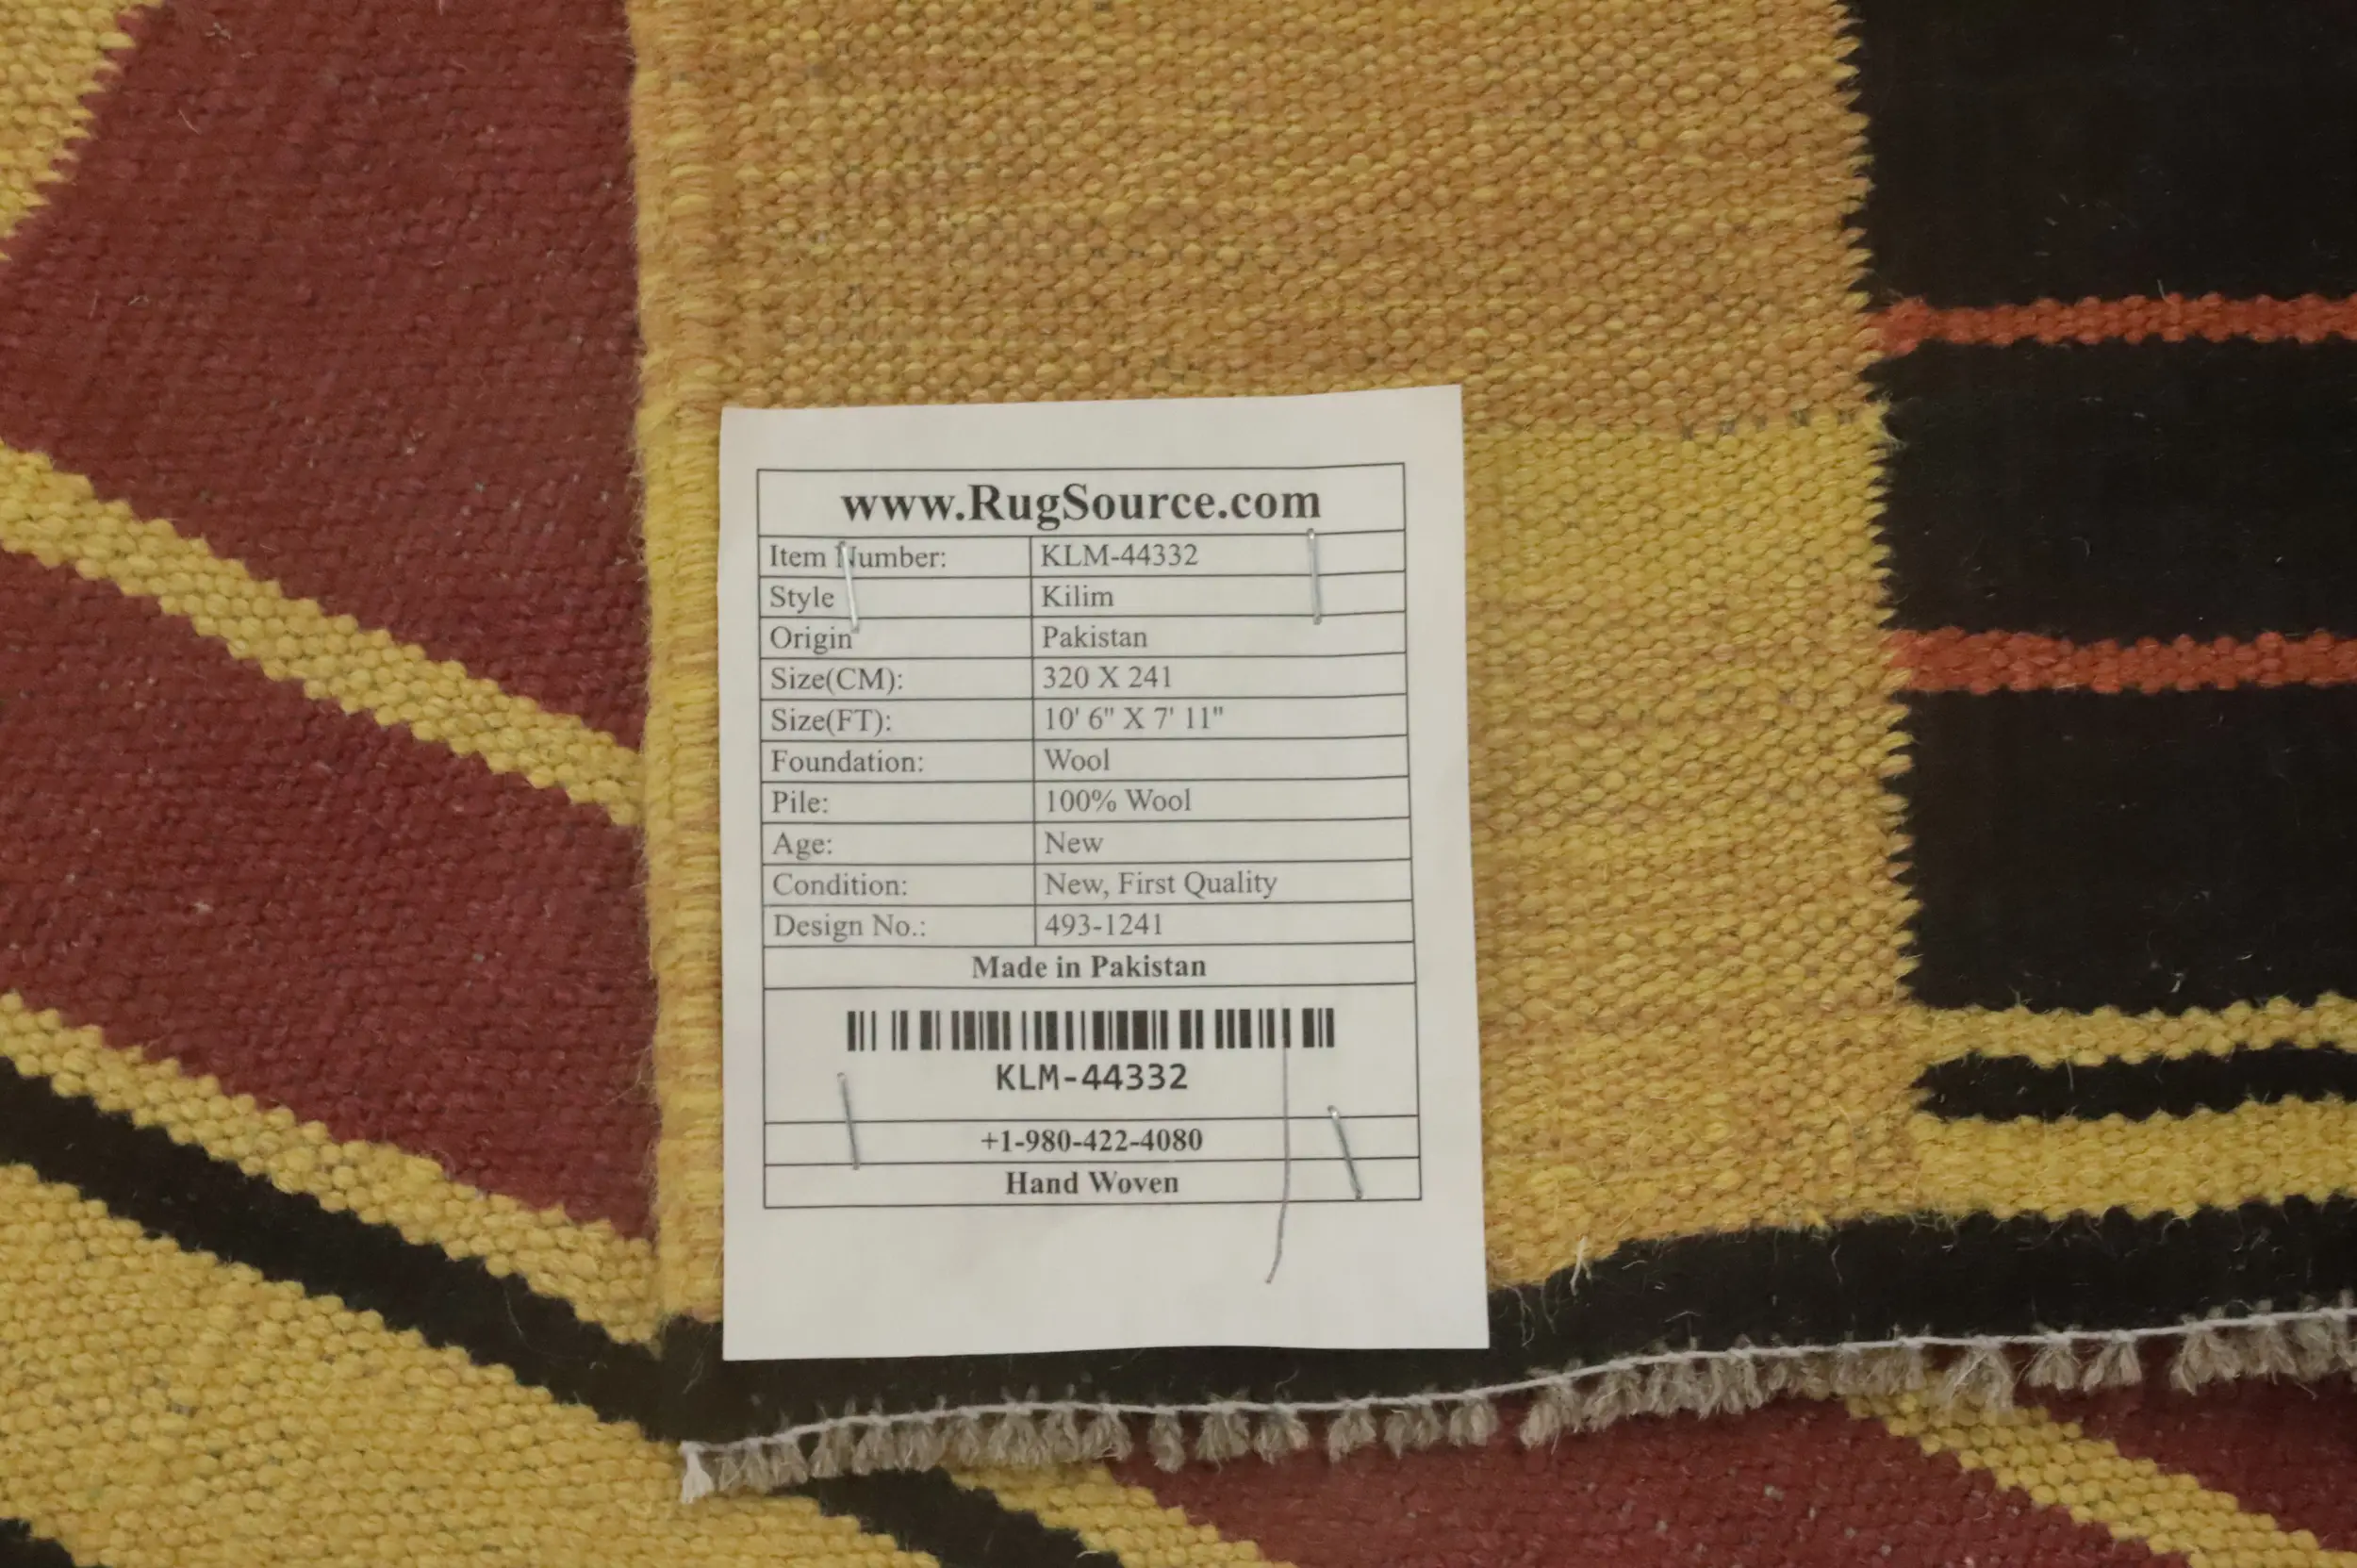 www.RugSource.com
Item Number: KLM-44332
Style Kilim
Origin Pakistan
Size(CM): 320 X 241
Size(FT): 10' 6" X 7' 11"
Foundation: Wool
Pile: 100% Wool
Age: New
Condition: New, First Quality
Design No.: 493-1241
Made in Pakistan
KLM-44332
+1-980-422-4080
Hand Woven